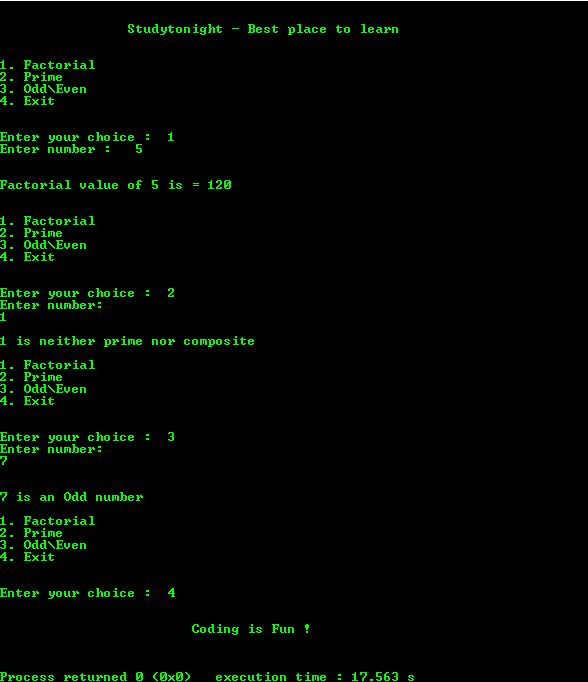 Studytonight - Best place to learn
1. Factorial
2. Prime
3. Odd\Even
4. Exit
Enter your choice :  1
Enter number :   5
Factorial value of 5 is = 120
1. Factorial
2. Prime
3. Odd\Even
4. Exit
Enter your choice :  2
Enter number:
1
1 is neither prime nor composite
1. Factorial
2. Prime
3. Odd\Even
4. Exit
Enter your choice :  3
Enter number:
7
7 is an Odd number
1. Factorial
2. Prime
3. Odd\Even
4. Exit
Enter your choice :  4
Coding is Fun !
Process returned 0 (0x0)   execution time : 17.563 s